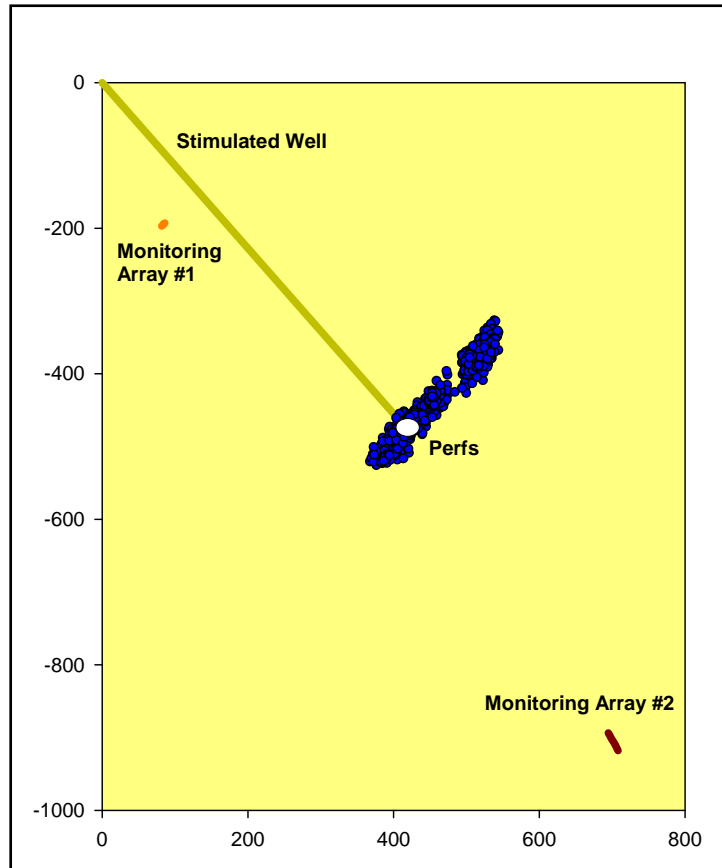 0
Stimulated Well
-200
Monitoring
Array #1
-400
Perfs
-600
-800
Monitoring Array #2
-1000
0
200
400
600
800